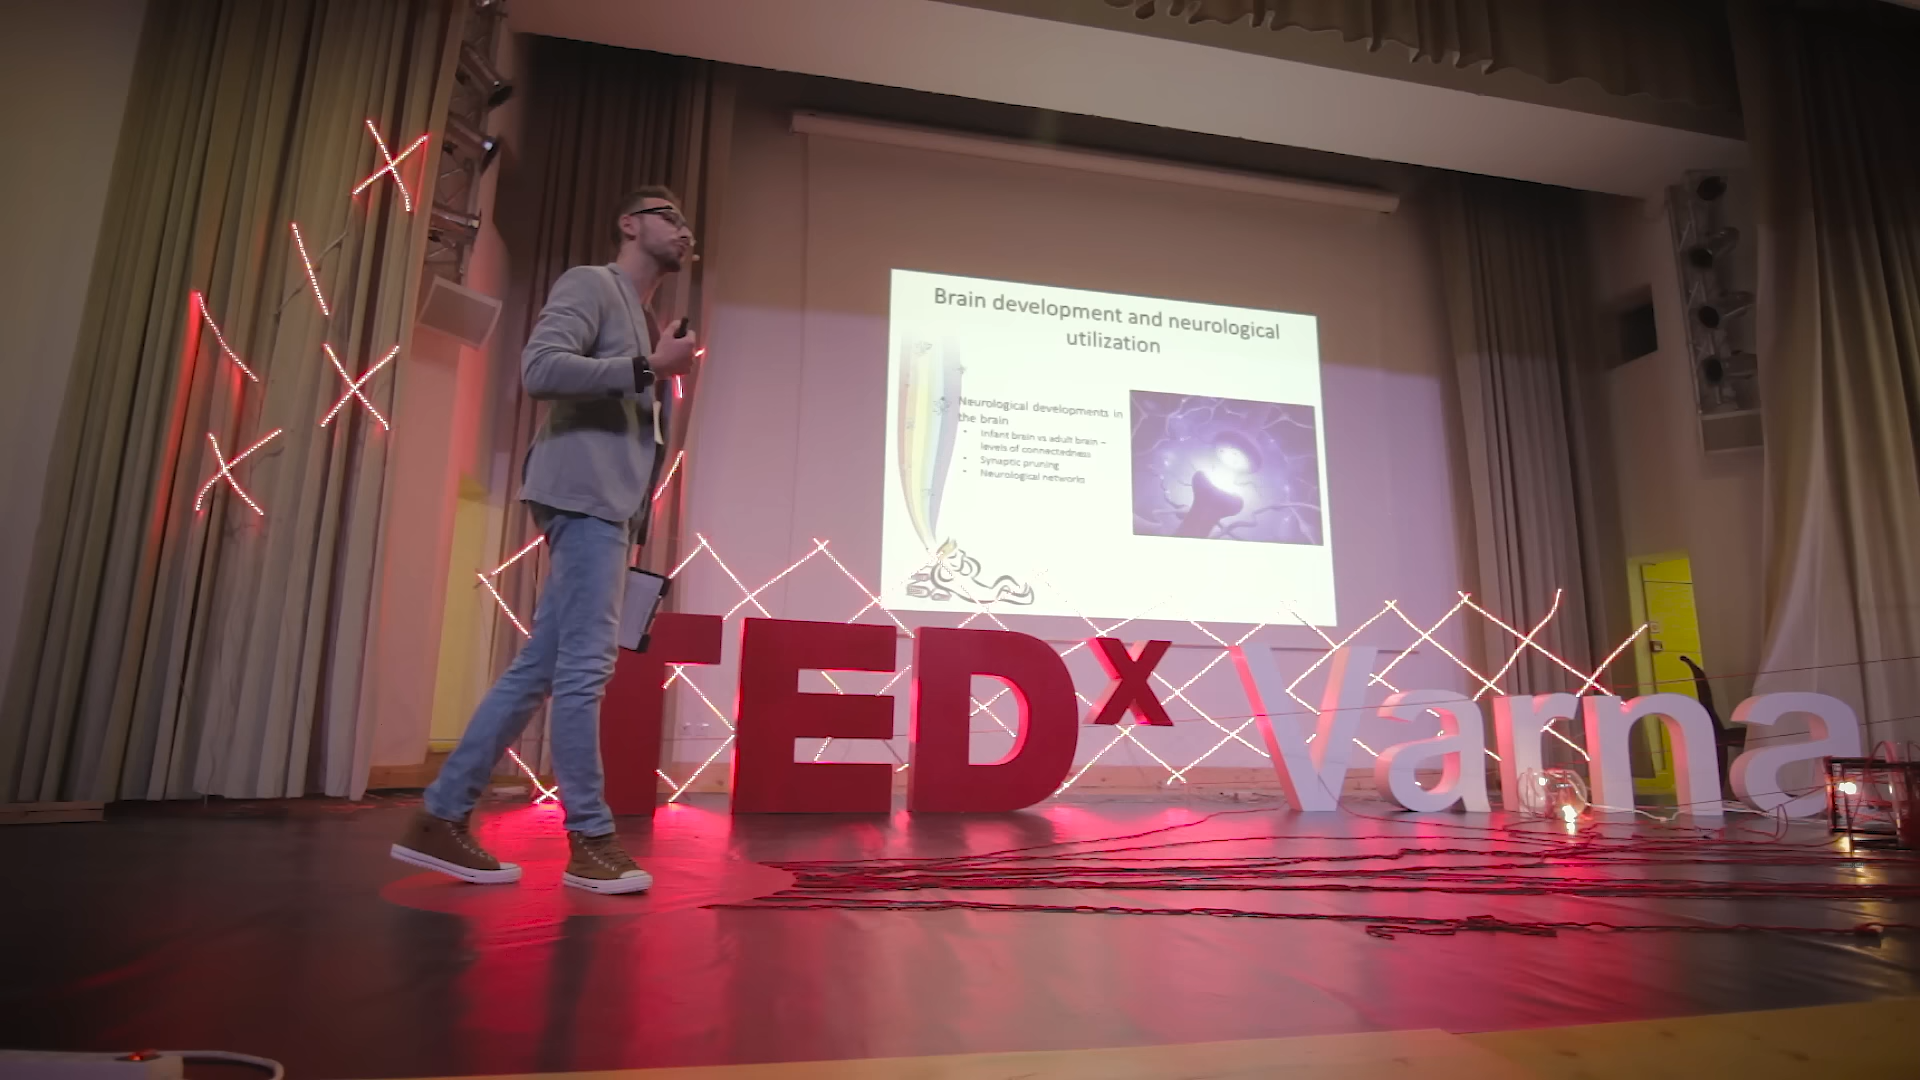 Brain development and neurological
utilization
Neurological developments in
the brain
• Infant brain vs adult brain –
levels of connectedness
• Synaptic pruning
• Neurological networks
TEDx Varna